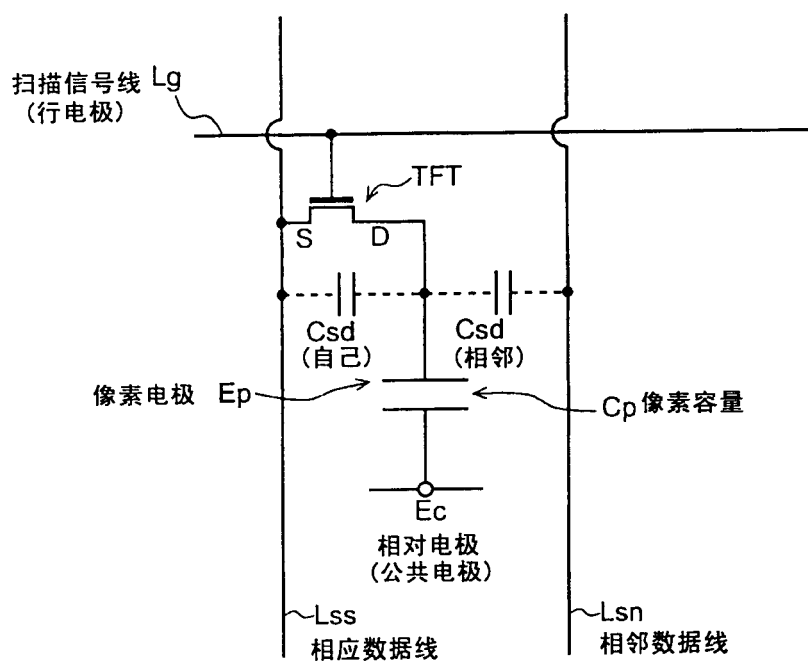 扫描信号线 Lg
(行电极)
TFT
S D
Csd
(自己)
Csd
(相邻)
像素电极 Ep
Cp 像素容量
Ec
相对电极
(公共电极)
Lss
相应数据线
Lsn
相邻数据线